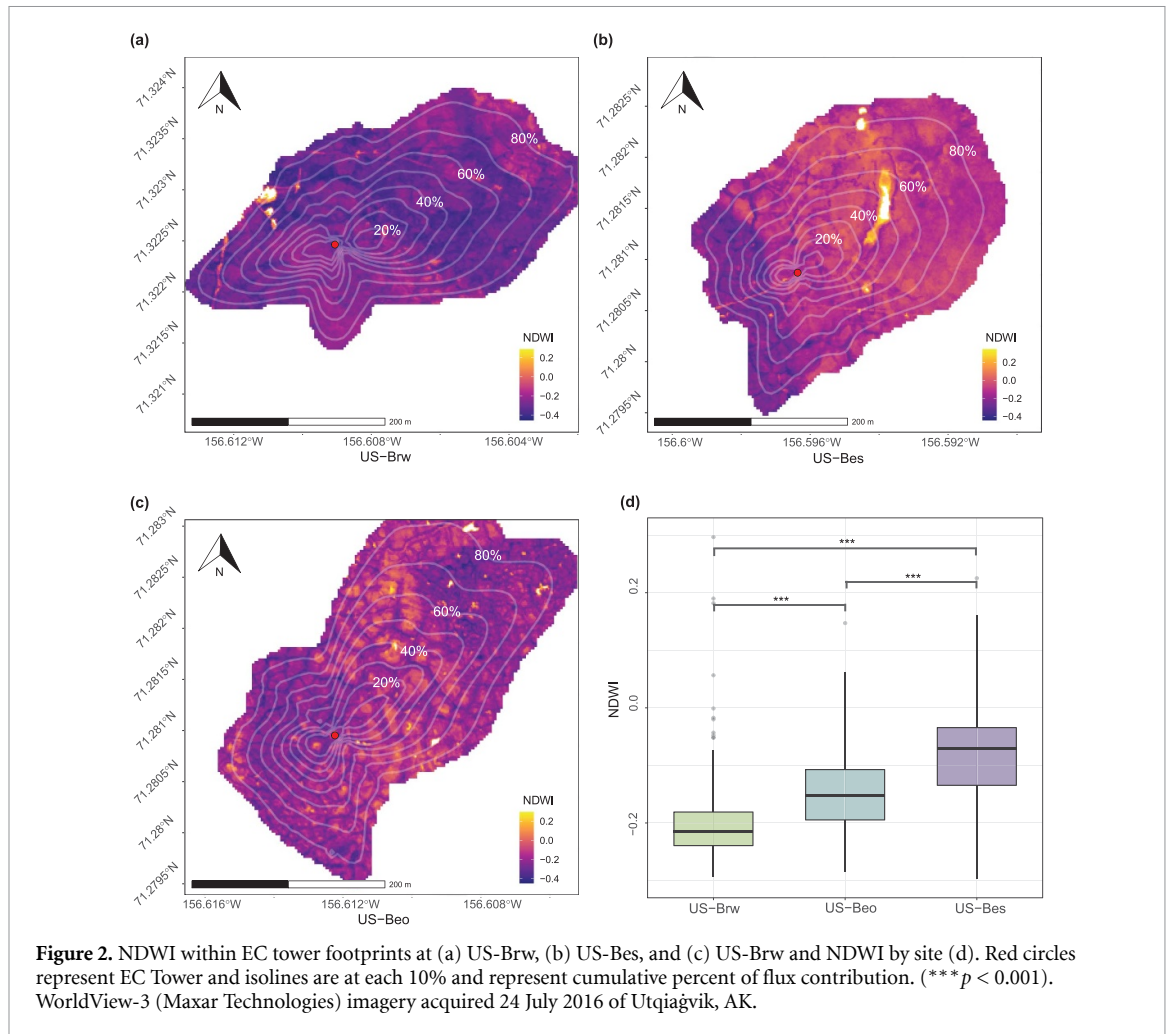 (a)
N
71.324°N
71.3235°N
71.323°N
71.3225°N
71.322°N
71.3215°N
71.321°N
80%
60%
40%
20%
NDWI
0.2
0.0
−0.2
−0.4
200 m
156.612°W
156.608°W
156.604°W
US−Brw
(b)
N
71.2825°N
71.282°N
71.2815°N
71.281°N
71.2805°N
71.28°N
71.2795°N
80%
60%
40%
20%
NDWI
0.2
0.0
−0.2
−0.4
200 m
156.6°W
156.596°W
156.592°W
US−Bes
(c)
N
71.283°N
71.2825°N
71.282°N
71.2815°N
71.281°N
71.2805°N
71.28°N
71.2795°N
80%
60%
40%
20%
NDWI
0.2
0.0
−0.2
−0.4
200 m
156.616°W
156.612°W
156.608°W
US−Beo
(d)
***
***
***
NDWI
0.2
0.0
−0.2
US−Brw
US−Beo
US−Bes
Figure 2. NDWI within EC tower footprints at (a) US-Brw, (b) US-Bes, and (c) US-Brw and NDWI by site (d). Red circles
represent EC Tower and isolines are at each 10% and represent cumulative percent of flux contribution. (***p < 0.001).
WorldView-3 (Maxar Technologies) imagery acquired 24 July 2016 of Utqiaġvik, AK.